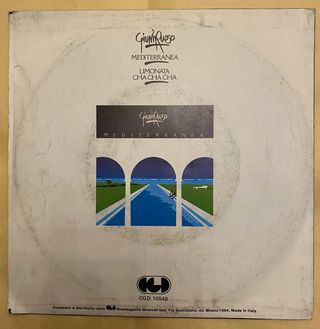 Giuni Russo
MEDITERRANEA
LIMONATA
CHA CHA CHA
Giuni Russo
MEDITERRANEA
CGD 10548
Stampato e distribuito dalla CGD Messaggerie Musicali spa, Via Quintiliano, 40, Milano 1984, Made in Italy